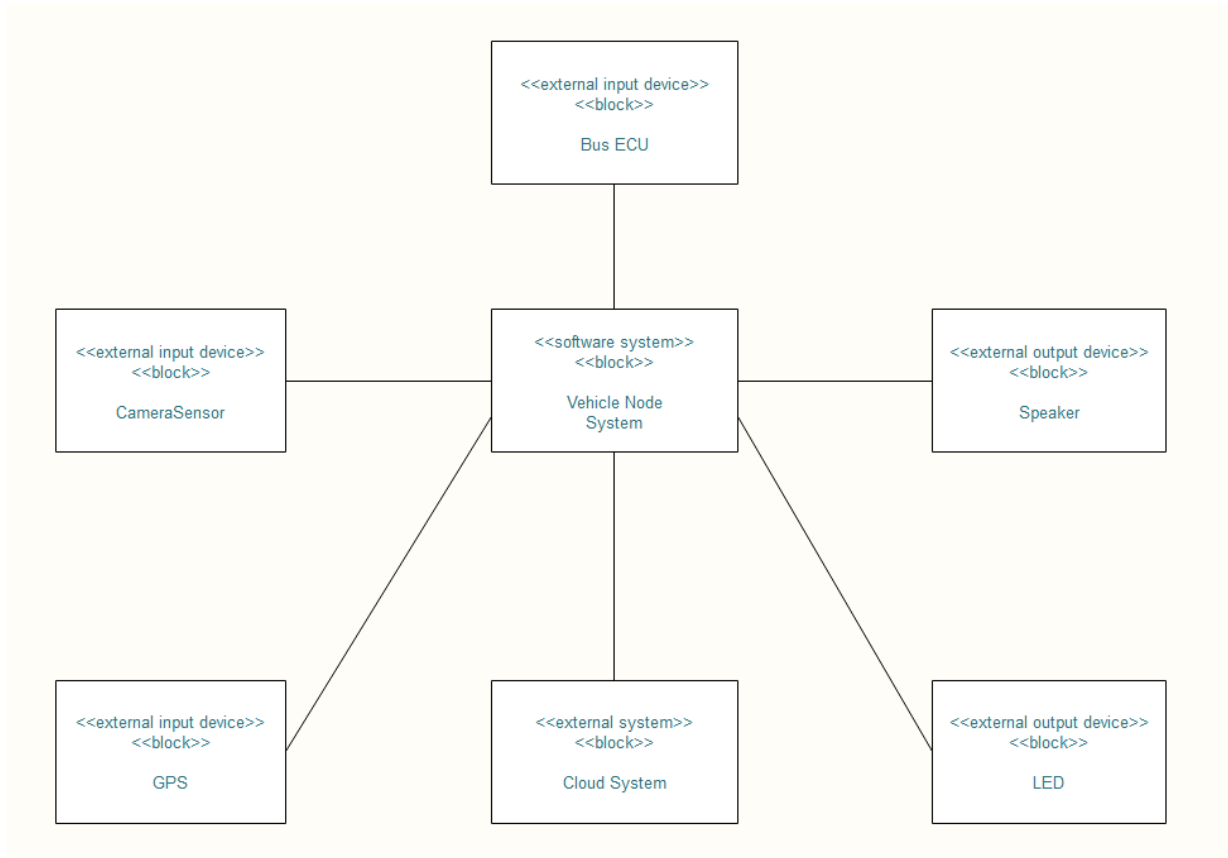 <<external input device>>
<<block>>
Bus ECU
<<external input device>>
<<block>>
CameraSensor
<<software system>>
<<block>>
Vehicle Node
System
<<external output device>>
<<block>>
Speaker
<<external input device>>
<<block>>
GPS
<<external system>>
<<block>>
Cloud System
<<external output device>>
<<block>>
LED